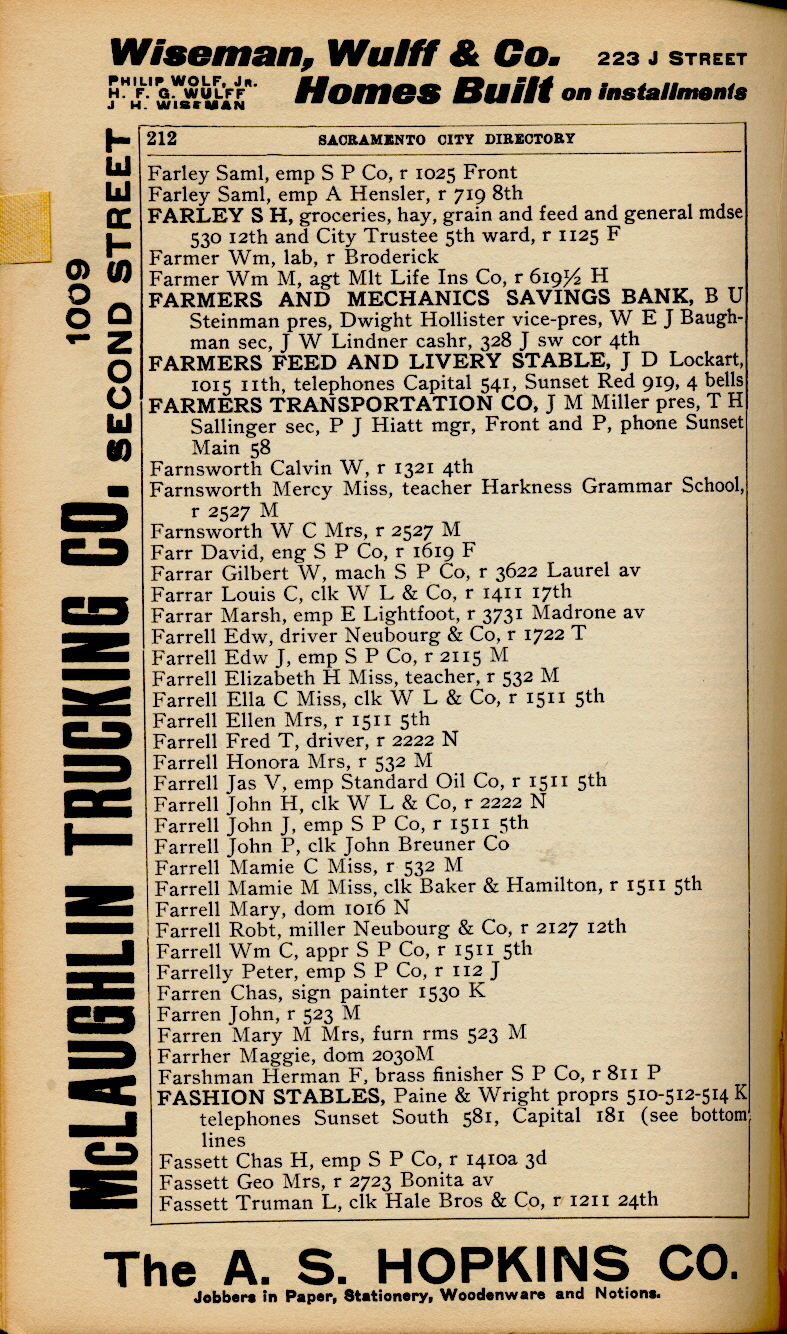 Wiseman, Wulff & Co. 223 J STREET
PHILIP WOLF, JR.
H. F. G. WULFF
J H. WISEMAN
Homes Built on installments
McLAUGHLIN TRUCKING CO. 1009 SECOND STREET
212 SACRAMENTO CITY DIRECTORY
Farley Saml, emp S P Co, r 1025 Front
Farley Saml, emp A Hensler, r 719 8th
FARLEY S H, groceries, hay, grain and feed and general mdse
530 12th and City Trustee 5th ward, r 1125 F
Farmer Wm, lab, r Broderick
Farmer Wm M, agt Mlt Life Ins Co, r 619½ H
FARMERS AND MECHANICS SAVINGS BANK, B U
Steinman pres, Dwight Hollister vice-pres, W E J Baugh-
man sec, J W Lindner cashr, 328 J sw cor 4th
FARMERS FEED AND LIVERY STABLE, J D Lockart,
1015 11th, telephones Capital 541, Sunset Red 919, 4 bells
FARMERS TRANSPORTATION CO, J M Miller pres, T H
Sallinger sec, P J Hiatt mgr, Front and P, phone Sunset
Main 58
Farnsworth Calvin W, r 1321 4th
Farnsworth Mercy Miss, teacher Harkness Grammar School,
r 2527 M
Farnsworth W C Mrs, r 2527 M
Farr David, eng S P Co, r 1619 F
Farrar Gilbert W, mach S P Co, r 3622 Laurel av
Farrar Louis C, clk W L & Co, r 1411 17th
Farrar Marsh, emp E Lightfoot, r 3731 Madrone av
Farrell Edw, driver Neubourg & Co, r 1722 T
Farrell Edw J, emp S P Co, r 2115 M
Farrell Elizabeth H Miss, teacher, r 532 M
Farrell Ella C Miss, clk W L & Co, r 1511 5th
Farrell Ellen Mrs, r 1511 5th
Farrell Fred T, driver, r 2222 N
Farrell Honora Mrs, r 532 M
Farrell Jas V, emp Standard Oil Co, r 1511 5th
Farrell John H, clk W L & Co, r 2222 N
Farrell John J, emp S P Co, r 1511 5th
Farrell John P, clk John Breuner Co
Farrell Mamie C Miss, r 532 M
Farrell Mamie M Miss, clk Baker & Hamilton, r 1511 5th
Farrell Mary, dom 1016 N
Farrell Robt, miller Neubourg & Co, r 2127 12th
Farrell Wm C, appr S P Co, r 1511 5th
Farrelly Peter, emp S P Co, r 112 J
Farren Chas, sign painter 1530 K
Farren John, r 523 M
Farren Mary M Mrs, furn rms 523 M
Farrher Maggie, dom 2030M
Farshman Herman F, brass finisher S P Co, r 811 P
FASHION STABLES, Paine & Wright proprs 510-512-514 K
telephones Sunset South 581, Capital 181 (see bottom
lines
Fassett Chas H, emp S P Co, r 1410a 3d
Fassett Geo Mrs, r 2723 Bonita av
Fassett Truman L, clk Hale Bros & Co, r 1211 24th
The A. S. HOPKINS CO.
Jobbers in Paper, Stationery, Woodenware and Notions.